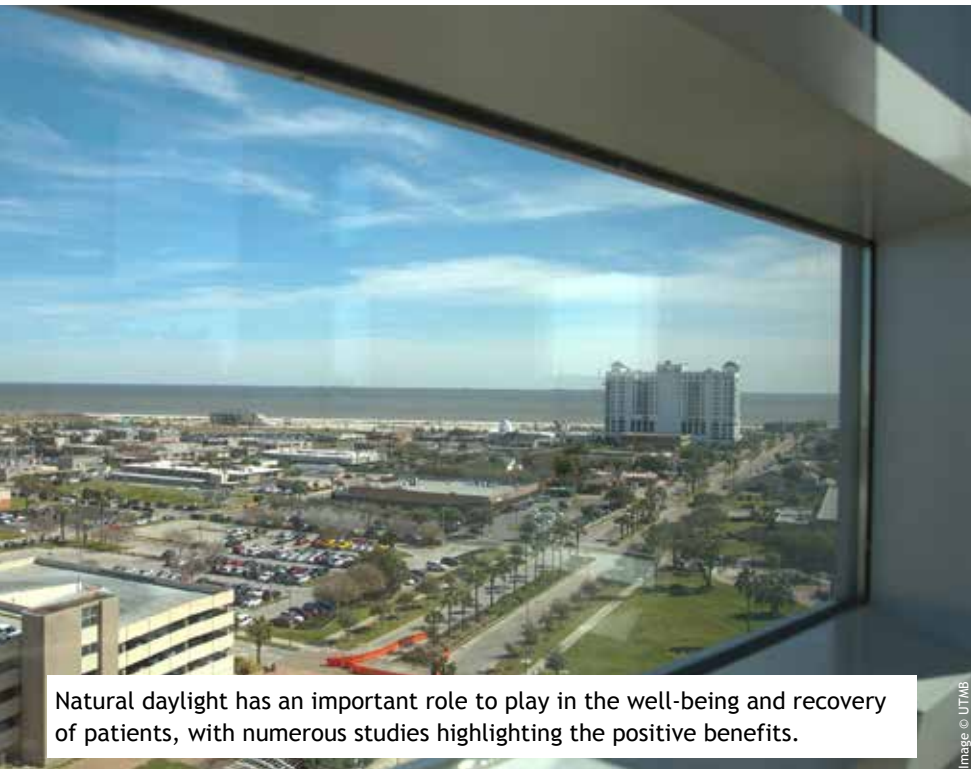 Natural daylight has an important role to play in the well-being and recovery
of patients, with numerous studies highlighting the positive benefits.
Image © UTMB